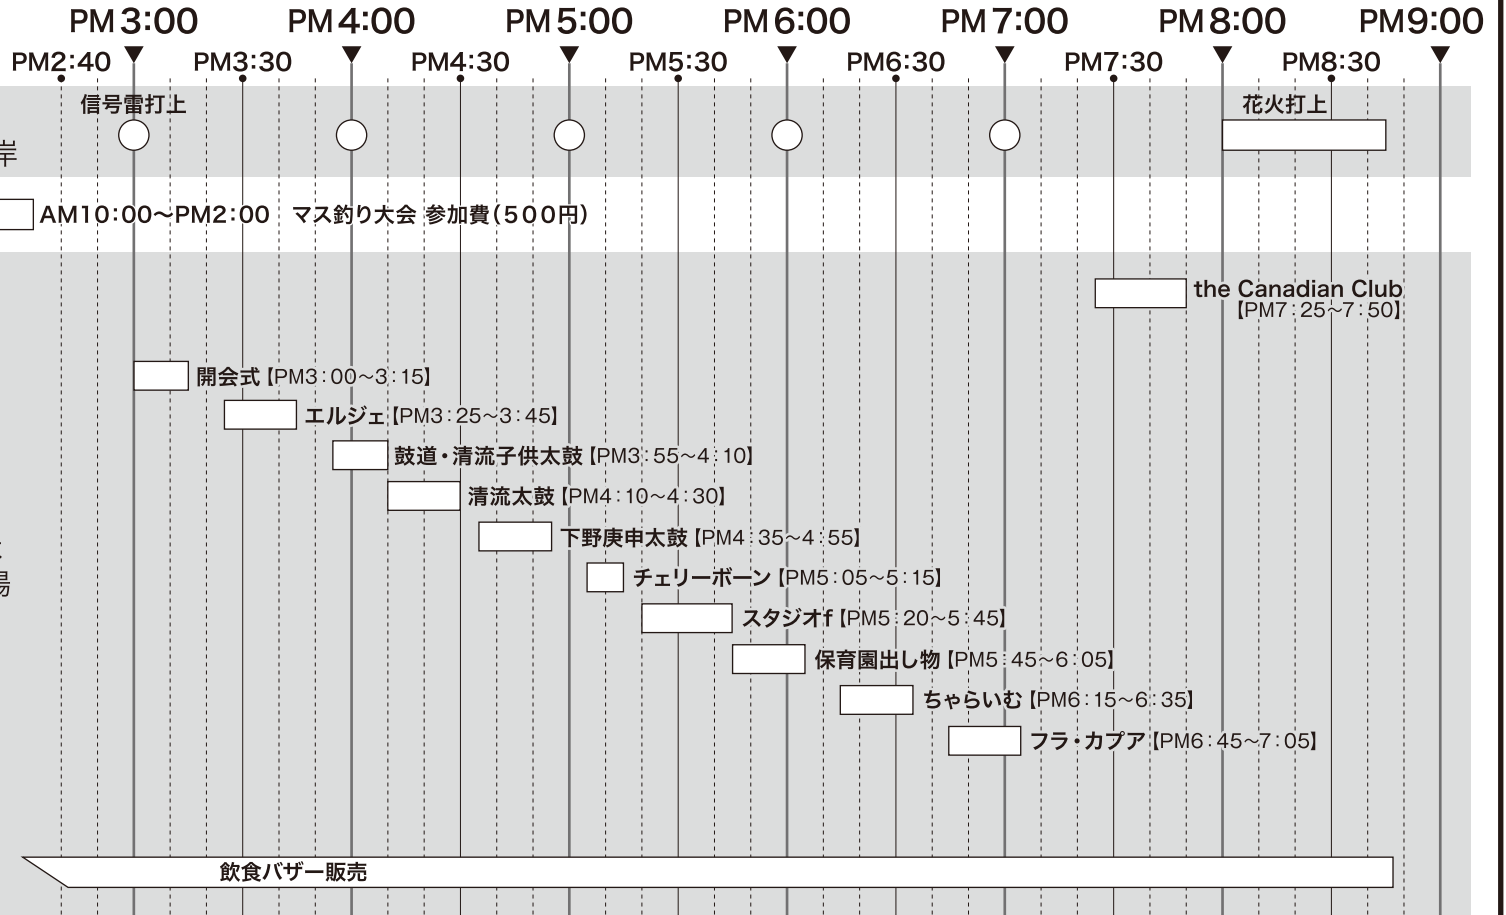 PM3:00 PM4:00 PM5:00 PM6:00 PM7:00 PM8:00 PM9:00
PM2:40 PM3:30 PM4:30 PM5:30 PM6:30 PM7:30 PM8:30
信号雷打上 花火打上
岸
AM10:00〜PM2:00 マス釣り大会 参加費(500円)
the Canadian Club
【PM7:25〜7:50】
開会式【PM3:00〜3:15】
エルジェ【PM3:25〜3:45】
鼓道・清流子供太鼓【PM3:55〜4:10】
清流太鼓【PM4:10〜4:30】
下野庚申太鼓【PM4:35〜4:55】
チェリーボーン【PM5:05〜5:15】
スタジオf【PM5:20〜5:45】
保育園出し物【PM5:45〜6:05】
ちゃらいむ【PM6:15〜6:35】
フラ・カプア【PM6:45〜7:05】
飲食バザー販売